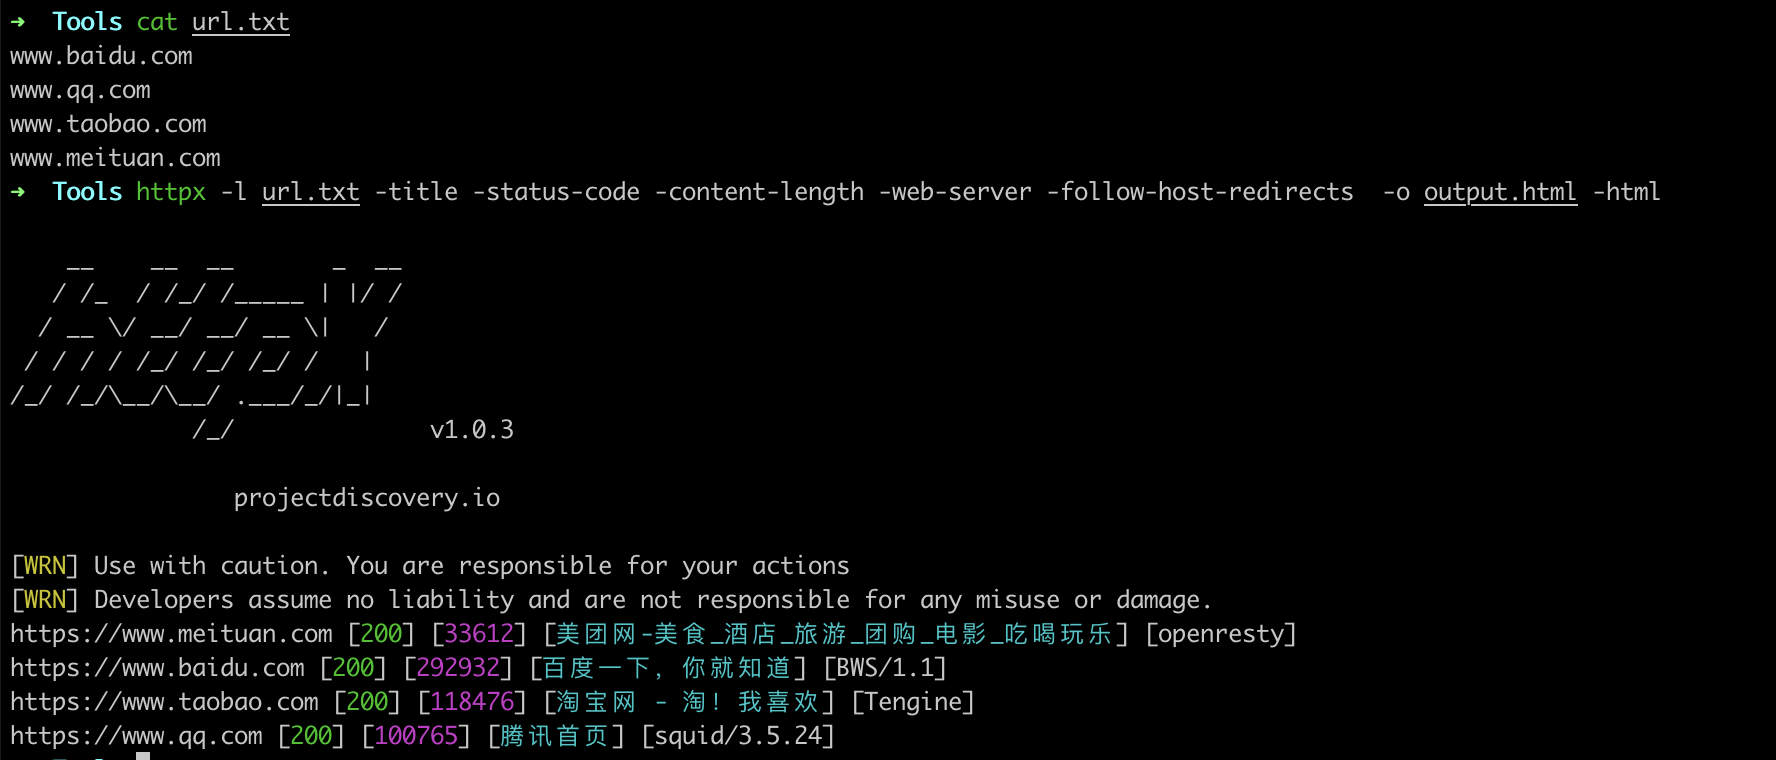 ➜  Tools cat url.txt
www.baidu.com
www.qq.com
www.taobao.com
www.meituan.com
➜  Tools httpx -l url.txt -title -status-code -content-length -web-server -follow-host-redirects  -o output.html -html
    __    __  __       _  __
   / /_  / /_/ /_____ | |/ /
  / __ \/ __/ __/ __ \|   /
 / / / / /_/ /_/ /_/ /   |
/_/ /_/\__/\__/ .___/_/|_|
             /_/              v1.0.3
                projectdiscovery.io
[WRN] Use with caution. You are responsible for your actions
[WRN] Developers assume no liability and are not responsible for any misuse or damage.
https://www.meituan.com [200] [33612] [美团网-美食_酒店_旅游_团购_电影_吃喝玩乐] [openresty]
https://www.baidu.com [200] [292932] [百度一下，你就知道] [BWS/1.1]
https://www.taobao.com [200] [118476] [淘宝网 - 淘！我喜欢] [Tengine]
https://www.qq.com [200] [100765] [腾讯首页] [squid/3.5.24]